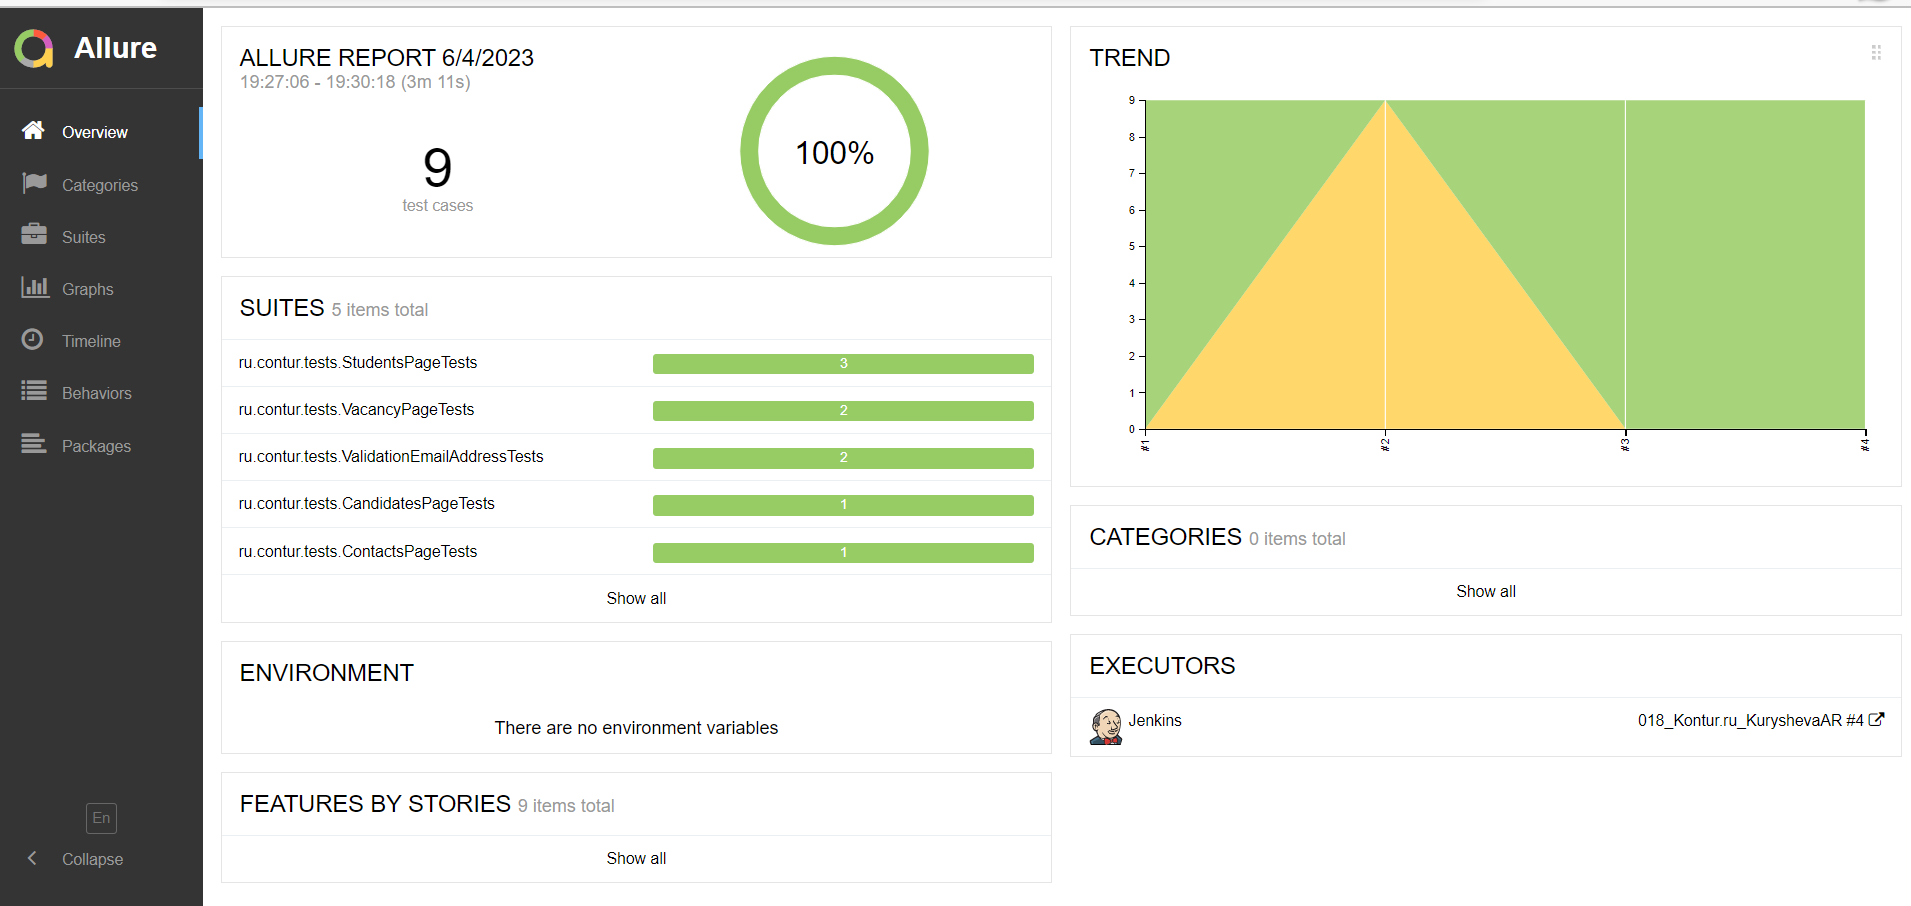 Allure
Overview
Categories
Suites
Graphs
Timeline
Behaviors
Packages
En
Collapse
ALLURE REPORT 6/4/2023
19:27:06 - 19:30:18 (3m 11s)
9
test cases
100%
SUITES 5 items total
ru.contur.tests.StudentsPageTests 3
ru.contur.tests.VacancyPageTests 2
ru.contur.tests.ValidationEmailAddressTests 2
ru.contur.tests.CandidatesPageTests 1
ru.contur.tests.ContactsPageTests 1
Show all
ENVIRONMENT
There are no environment variables
FEATURES BY STORIES 9 items total
Show all
TREND
9
8
7
6
5
4
3
2
1
0
#1 #2 #3 #4
CATEGORIES 0 items total
Show all
EXECUTORS
Jenkins 018_Kontur.ru_KuryshevaAR #4